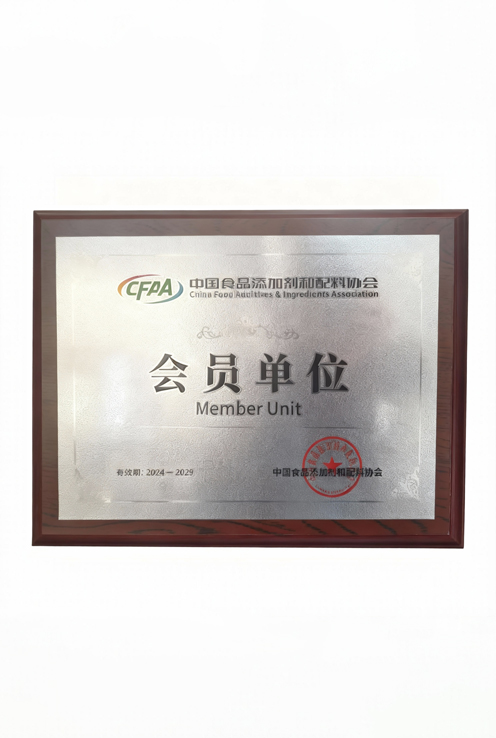 CFAA 中国食品添加剂和配料协会
China Food Additives & Ingredients Association
会员单位
Member Unit
有效期: 2024—2029
中国食品添加剂和配料协会